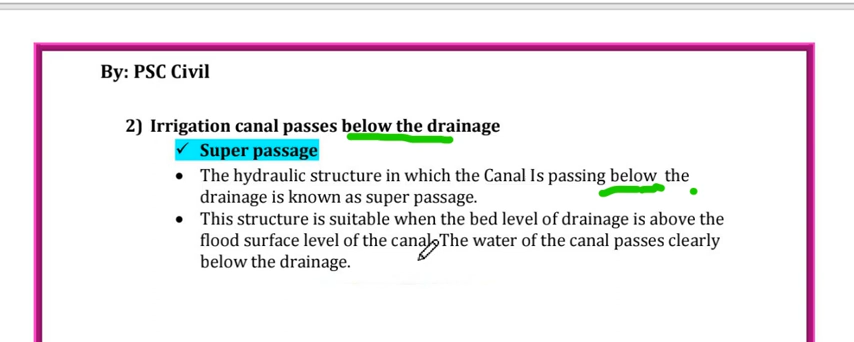 By: PSC Civil
2) Irrigation canal passes below the drainage
✓ Super passage
• The hydraulic structure in which the Canal Is passing below the
drainage is known as super passage.
• This structure is suitable when the bed level of drainage is above the
flood surface level of the canal. The water of the canal passes clearly
below the drainage.